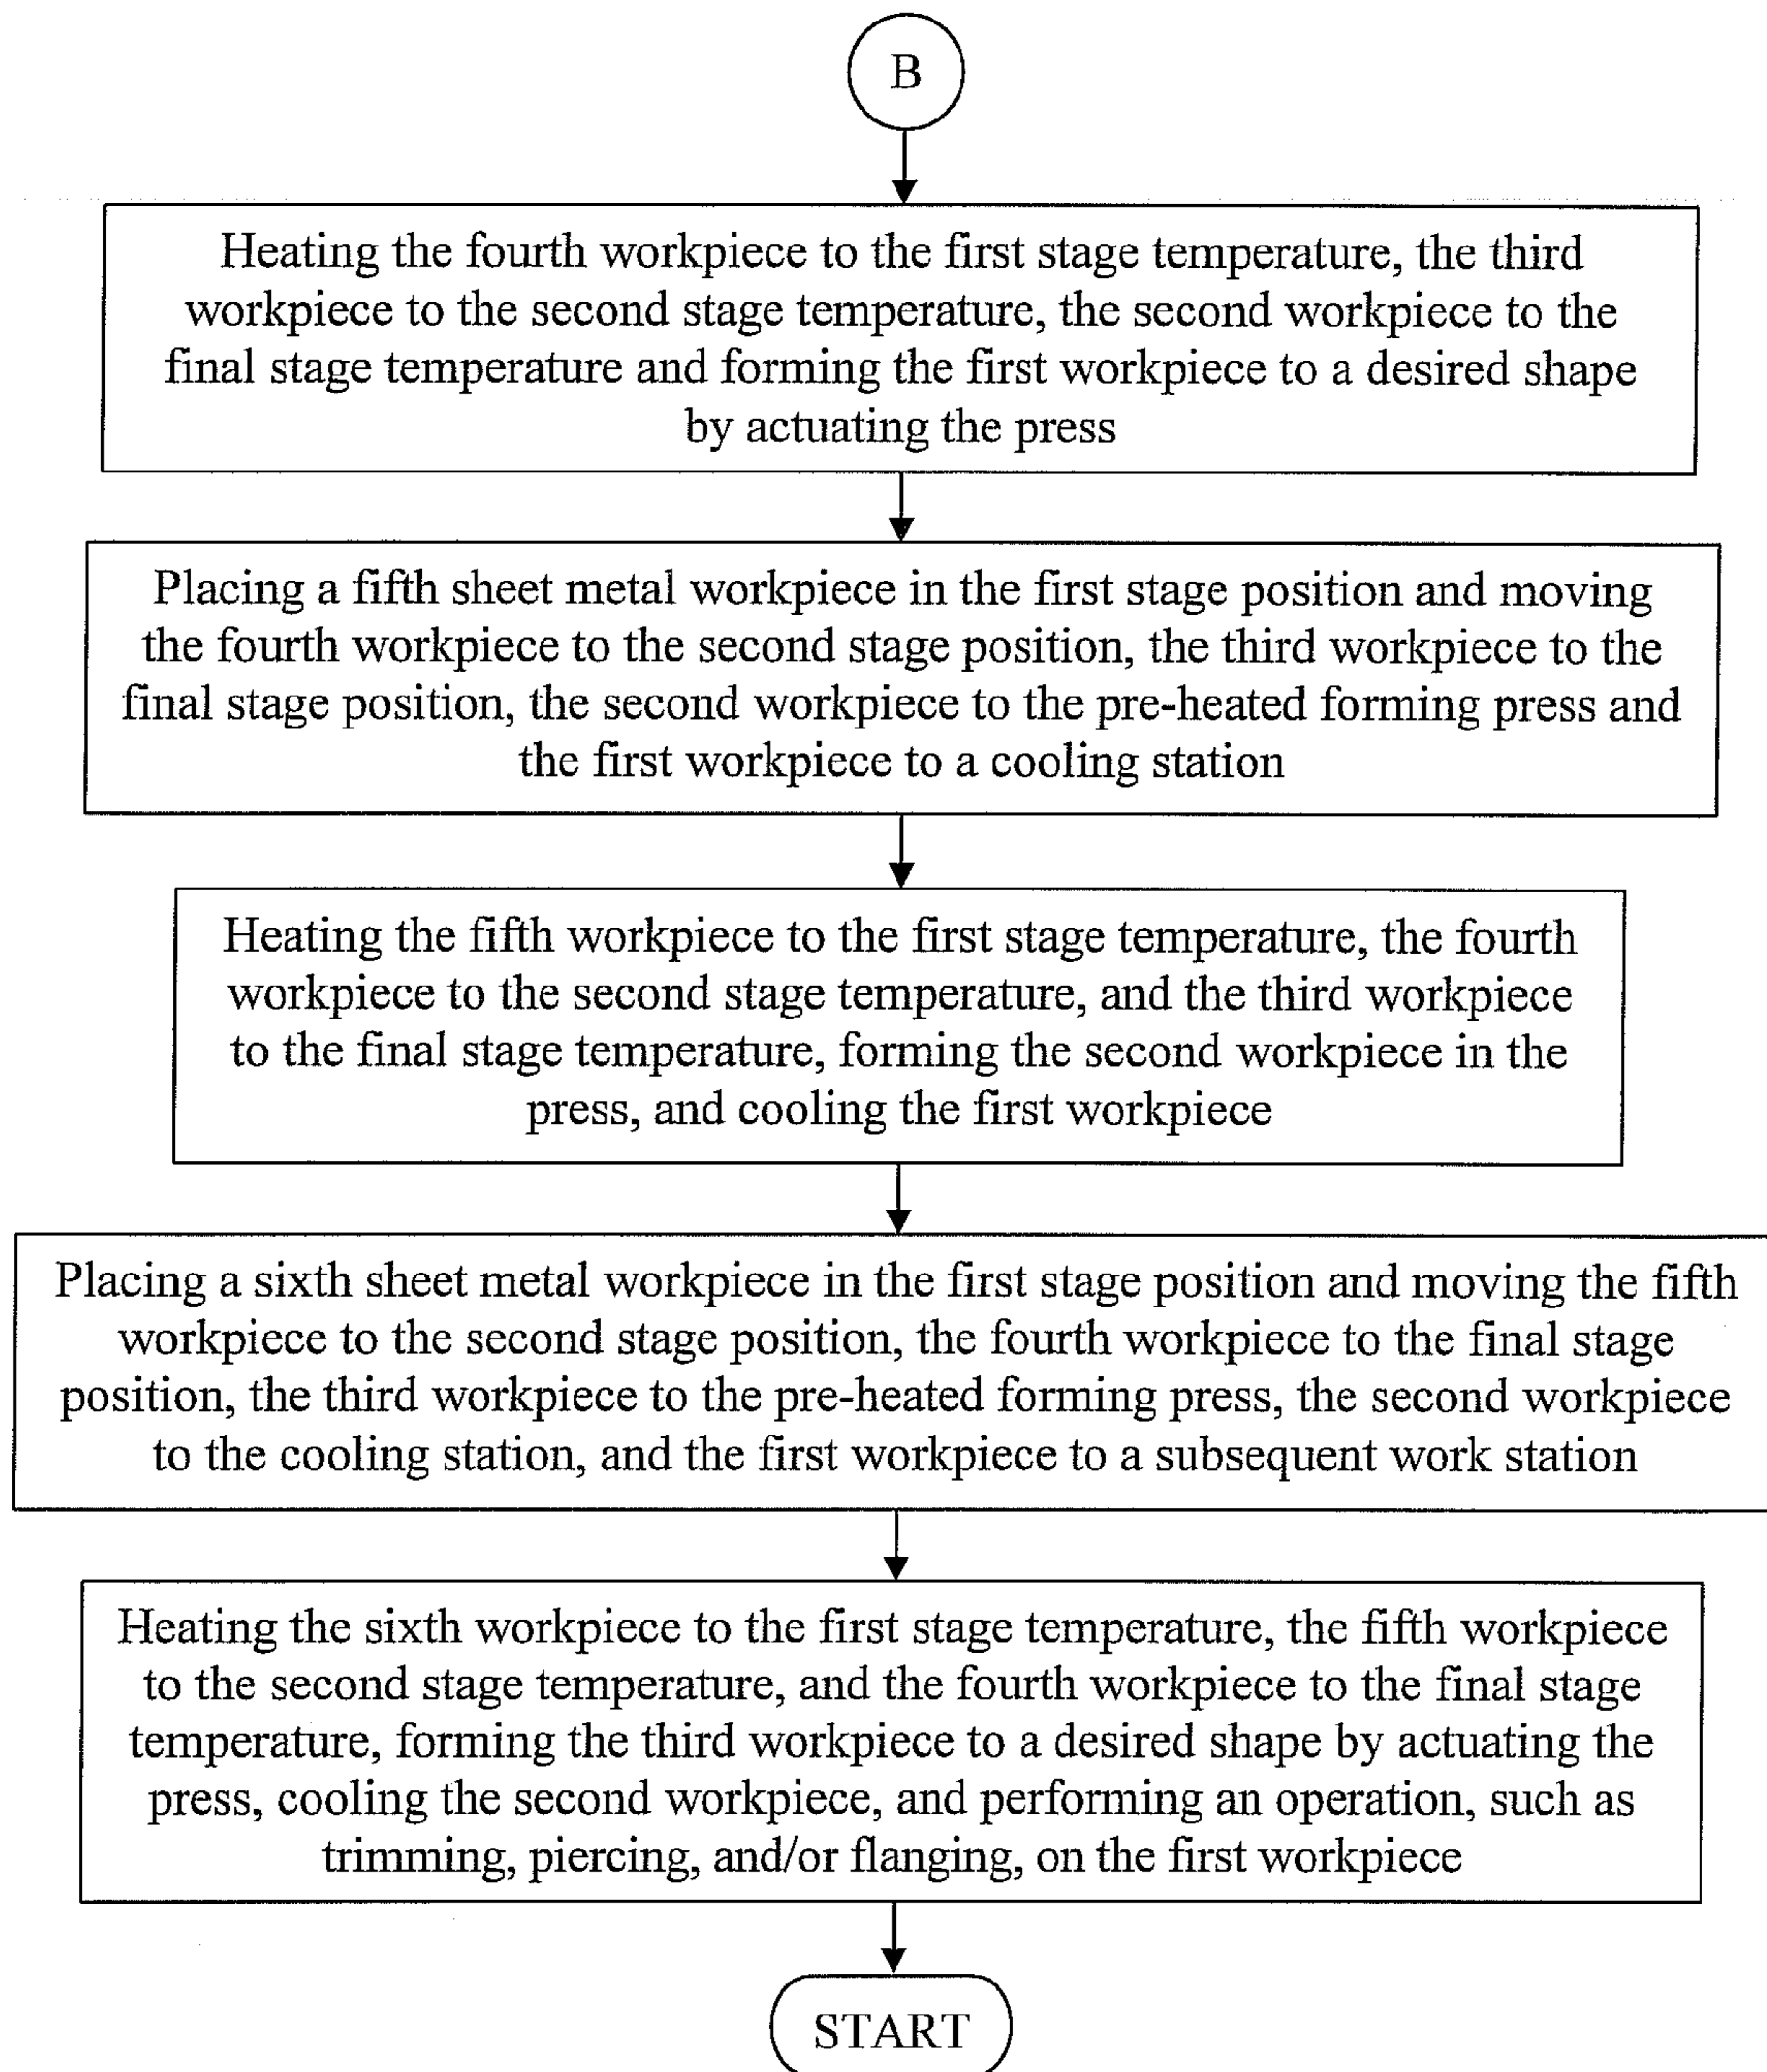 B
Heating the fourth workpiece to the first stage temperature, the third
workpiece to the second stage temperature, the second workpiece to the
final stage temperature and forming the first workpiece to a desired shape
by actuating the press
Placing a fifth sheet metal workpiece in the first stage position and moving
the fourth workpiece to the second stage position, the third workpiece to the
final stage position, the second workpiece to the pre-heated forming press and
the first workpiece to a cooling station
Heating the fifth workpiece to the first stage temperature, the fourth
workpiece to the second stage temperature, and the third workpiece
to the final stage temperature, forming the second workpiece in the
press, and cooling the first workpiece
Placing a sixth sheet metal workpiece in the first stage position and moving the fifth
workpiece to the second stage position, the fourth workpiece to the final stage
position, the third workpiece to the pre-heated forming press, the second workpiece
to the cooling station, and the first workpiece to a subsequent work station
Heating the sixth workpiece to the first stage temperature, the fifth workpiece
to the second stage temperature, and the fourth workpiece to the final stage
temperature, forming the third workpiece to a desired shape by actuating the
press, cooling the second workpiece, and performing an operation, such as
trimming, piercing, and/or flanging, on the first workpiece
START